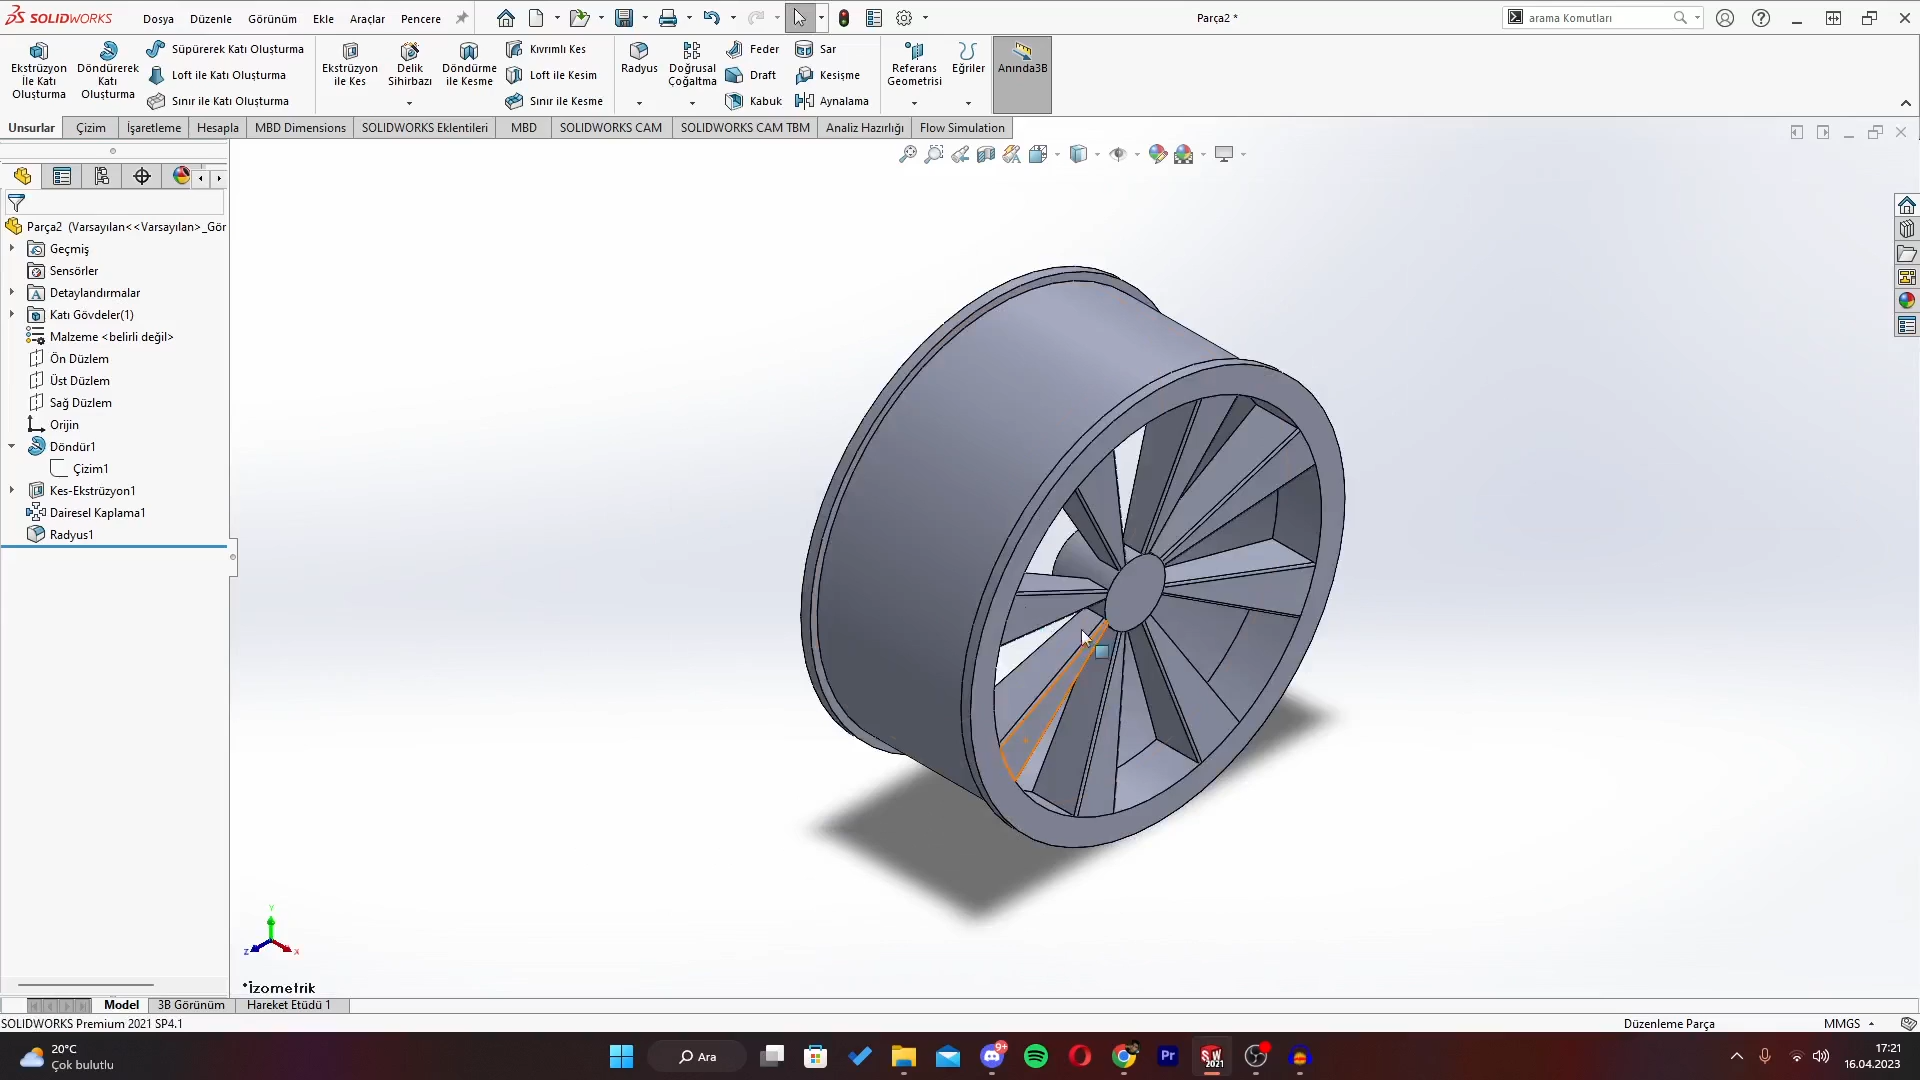 SOLIDWORKS
Dosya Düzenle Görünüm Ekle Araçlar Pencere
Parça2 *
arama Komutları
Ekstrüzyon İle Katı Oluşturma
Döndürerek Katı Oluşturma
Süpürerek Katı Oluşturma
Loft ile Katı Oluşturma
Sınır ile Katı Oluşturma
Ekstrüzyon ile Kes
Delik Sihirbazı
Döndürme ile Kesme
Kıvrımlı Kes
Loft ile Kesim
Sınır ile Kesme
Radyus
Doğrusal Çoğaltma
Feder
Draft
Kabuk
Sar
Kesişme
Aynalama
Referans Geometrisi
Eğriler
Anında3B
Unsurlar Çizim İşaretleme Hesapla MBD Dimensions SOLIDWORKS Eklentileri MBD SOLIDWORKS CAM SOLIDWORKS CAM TBM Analiz Hazırlığı Flow Simulation
Parça2 (Varsayılan<<Varsayılan>_Gör
Geçmiş
Sensörler
Detaylandırmalar
Katı Gövdeler(1)
Malzeme <belirli değil>
Ön Düzlem
Üst Düzlem
Sağ Düzlem
Orijin
Döndür1
Çizim1
Kes-Ekstrüzyon1
Dairesel Kaplama1
Radyus1
Y
Z
X
*İzometrik
Model 3B Görünüm Hareket Etüdü 1
SOLIDWORKS Premium 2021 SP4.1
Düzenleme Parça
MMGS
20°C
Çok bulutlu
Ara
9+
Pr
SW
2021
17:21
16.04.2023